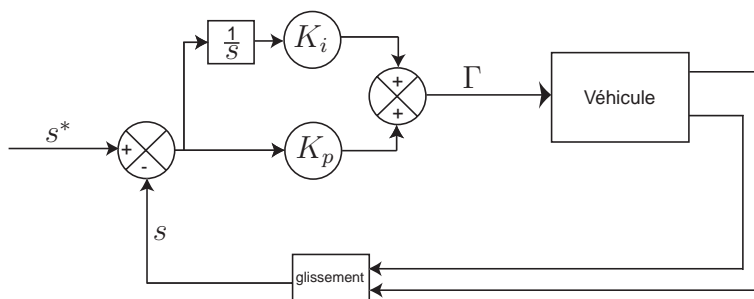 1/s
K_i
+
+
Γ
Véhicule
s*
+
-
K_p
s
glissement